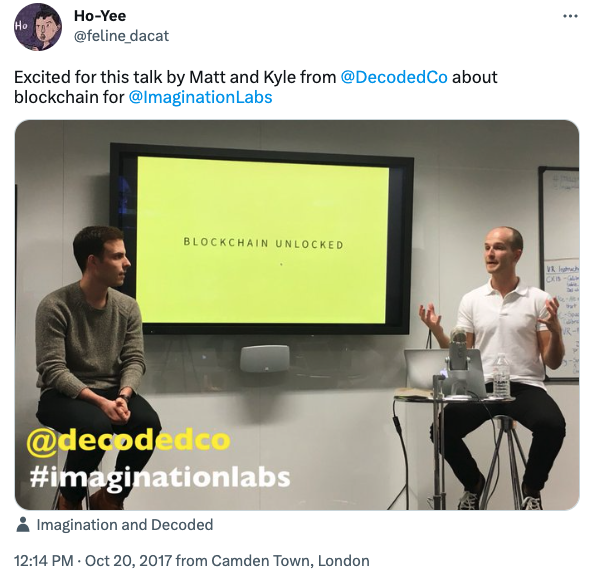 Ho
Ho-Yee
@feline_dacat
Excited for this talk by Matt and Kyle from @DecodedCo about
blockchain for @ImaginationLabs
BLOCKCHAIN UNLOCKED
@decodedco
#imaginationlabs
Imagination and Decoded
12:14 PM · Oct 20, 2017 from Camden Town, London